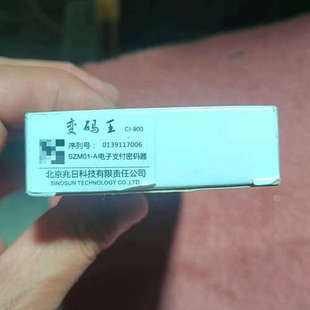 变码王 CI-800
序列号： 0139117006
SZM01-A电子支付密码器
北京兆日科技有限责任公司
SINOSUN TECHNOLOGY CO.,LTD.